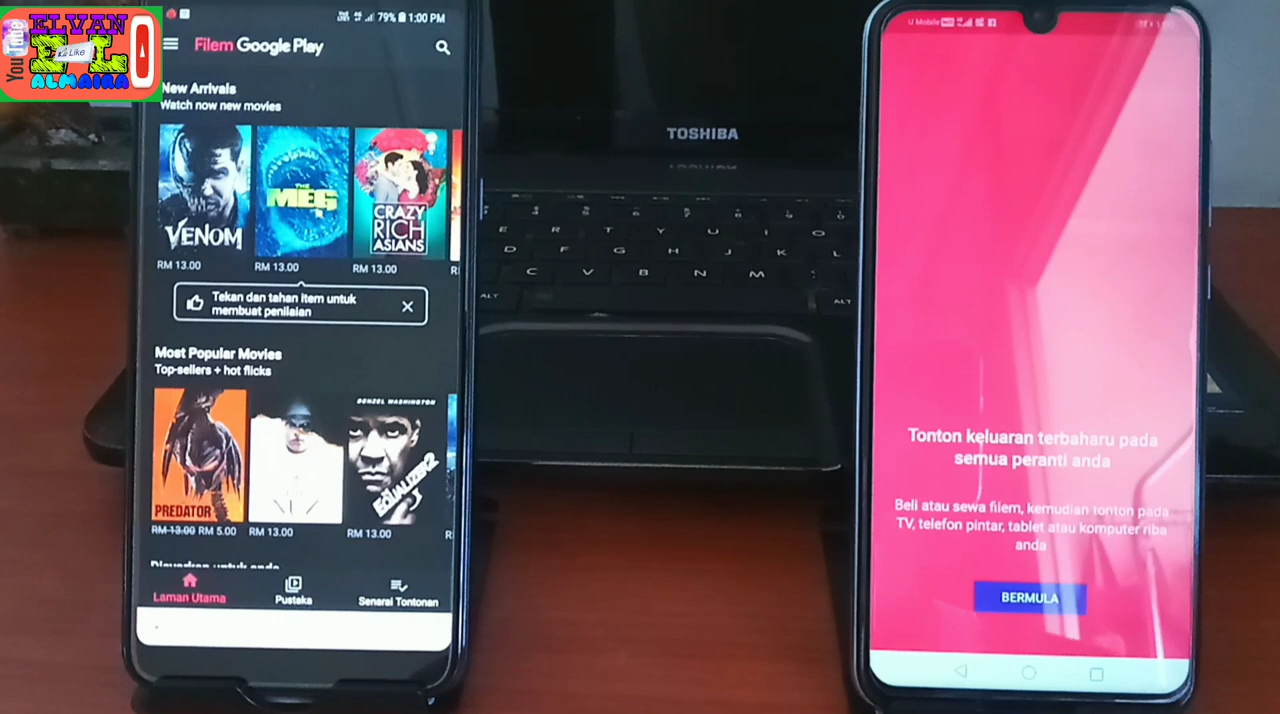 YouTube
ELVAN
EL
Like
ALMAIRA
79% 1:00 PM
Filem Google Play
New Arrivals
Watch now new movies
VENOM
THE MEG
CRAZY
RICH
ASIANS
RM 13.00
RM 13.00
RM 13.00
Tekan dan tahan item untuk
membuat penilaian
Most Popular Movies
Top-sellers + hot flicks
PREDATOR
DENZEL WASHINGTON
EQUALIZER 2
RM 13.00 RM 5.00
RM 13.00
RM 13.00
Laman Utama
Pustaka
Senarai Tontonan
TOSHIBA
E R T Y U I O
D F G H J K L
C V B N M
ALT
ALT
U Mobile
Tonton keluaran terbaharu pada
semua peranti anda
Beli atau sewa filem, kemudian tonton pada
TV, telefon pintar, tablet atau komputer riba
anda
BERMULA